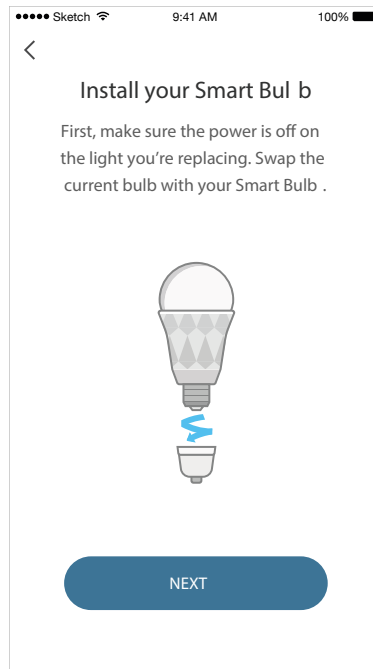 Sketch 9:41 AM 100%
Install your Smart Bul b
First, make sure the power is off on
the light you’re replacing. Swap the
current bulb with your Smart Bulb .
NEXT